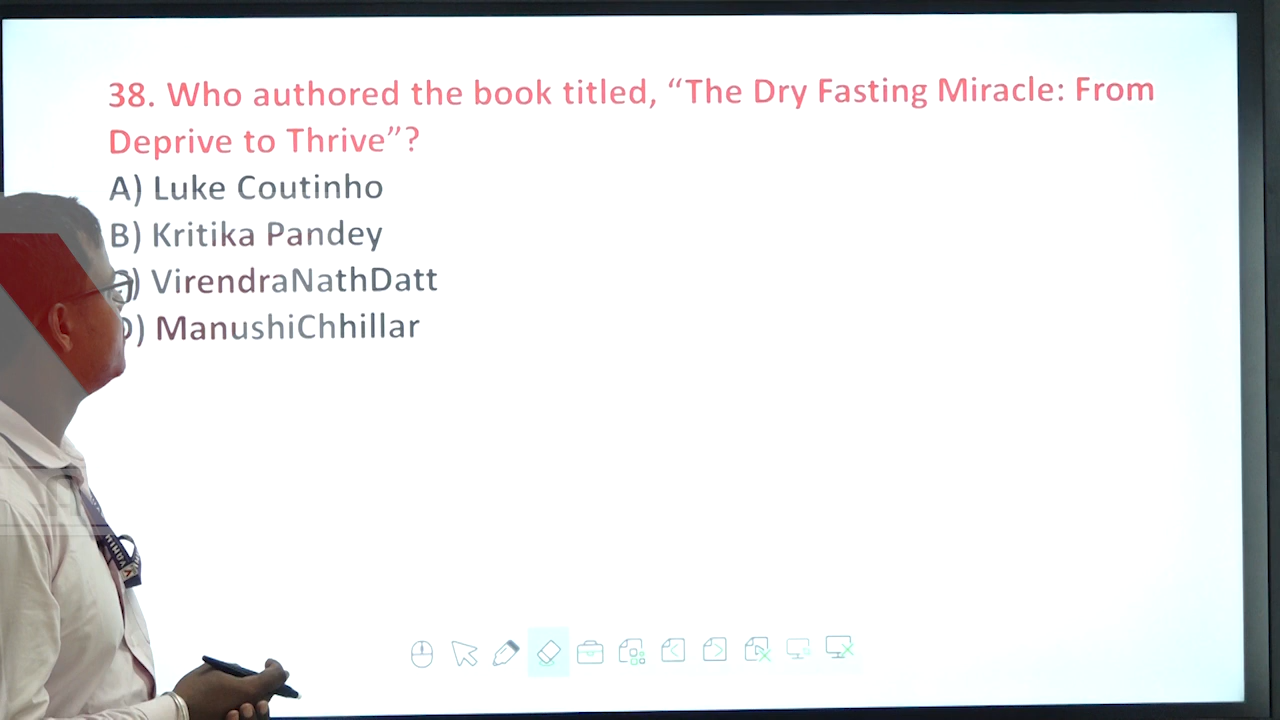 38. Who authored the book titled, “The Dry Fasting Miracle: From
Deprive to Thrive”?
A) Luke Coutinho
B) Kritika Pandey
C) VirendraNathDatt
D) ManushiChhillar